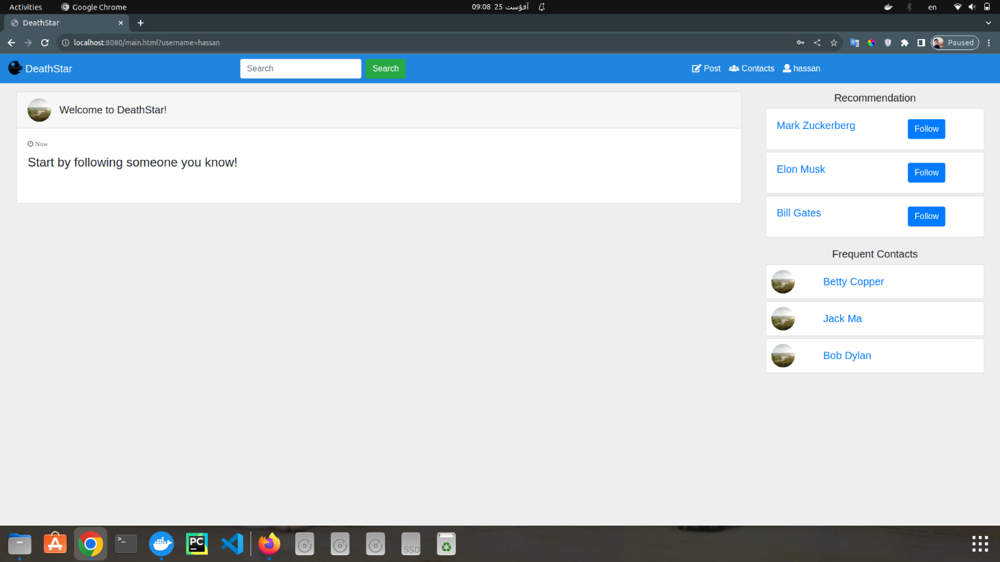 Activities
Google Chrome
09:08  25 آقۇست
en
DeathStar
localhost:8080/main.html?username=hassan
Paused
DeathStar
Search
Search
Post
Contacts
hassan
Welcome to DeathStar!
Now
Start by following someone you know!
Recommendation
Mark Zuckerberg
Follow
Elon Musk
Follow
Bill Gates
Follow
Frequent Contacts
Betty Copper
Jack Ma
Bob Dylan
>_
PC
SSD